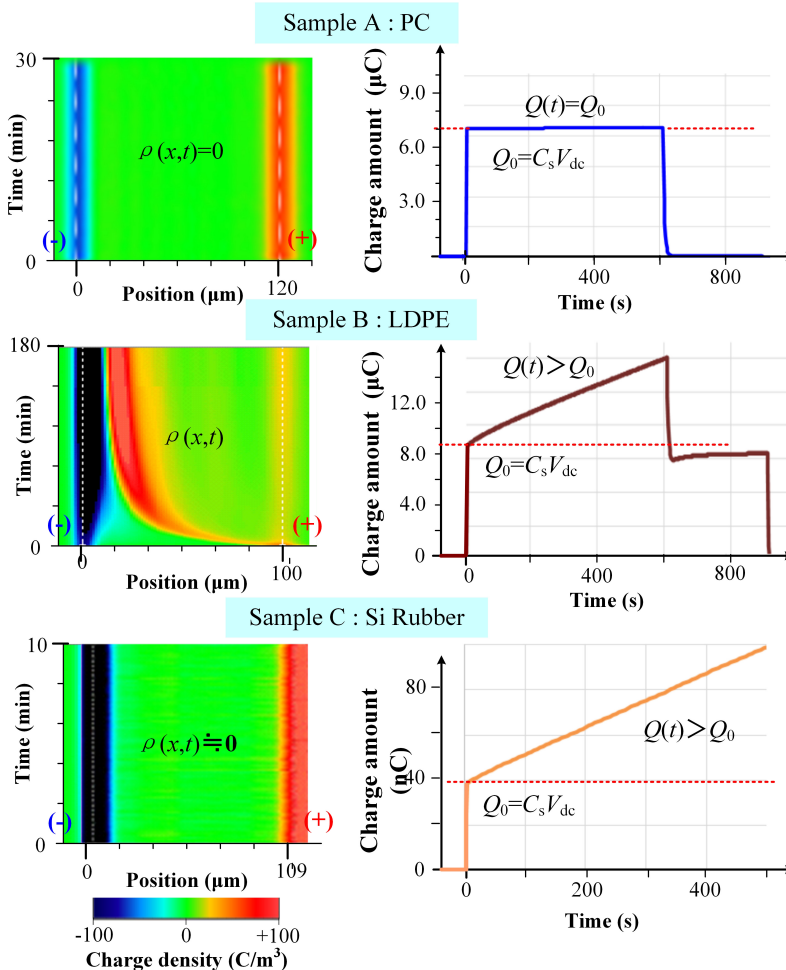 Sample A : PC
30
Time (min)
0
ρ(x,t)=0
(-)
(+)
0
120
Position (μm)
Charge amount (μC)
9.0
6.0
3.0
Q(t)=Q0
Q0=CsVdc
0
400
800
Time (s)
Sample B : LDPE
180
Time (min)
0
ρ(x,t)
(-)
(+)
0
100
Position (μm)
Charge amount (μC)
12.0
8.0
4.0
0
Q(t)>Q0
Q0=CsVdc
0
400
800
Time (s)
Sample C : Si Rubber
10
Time (min)
0
ρ(x,t)≒0
(-)
(+)
0
109
Position (μm)
-100
0
+100
Charge density (C/m³)
Charge amount
(nC)
80
40
0
Q(t)>Q0
Q0=CsVdc
0
200
400
Time (s)